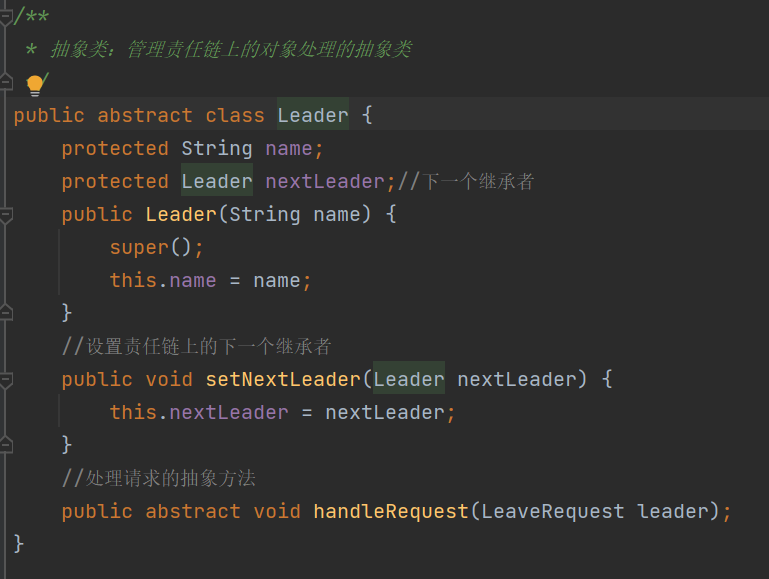 /**
 * 抽象类：管理责任链上的对象处理的抽象类
 */
public abstract class Leader {
    protected String name;
    protected Leader nextLeader;//下一个继承者
    public Leader(String name) {
        super();
        this.name = name;
    }
    //设置责任链上的下一个继承者
    public void setNextLeader(Leader nextLeader) {
        this.nextLeader = nextLeader;
    }
    //处理请求的抽象方法
    public abstract void handleRequest(LeaveRequest leader);
}